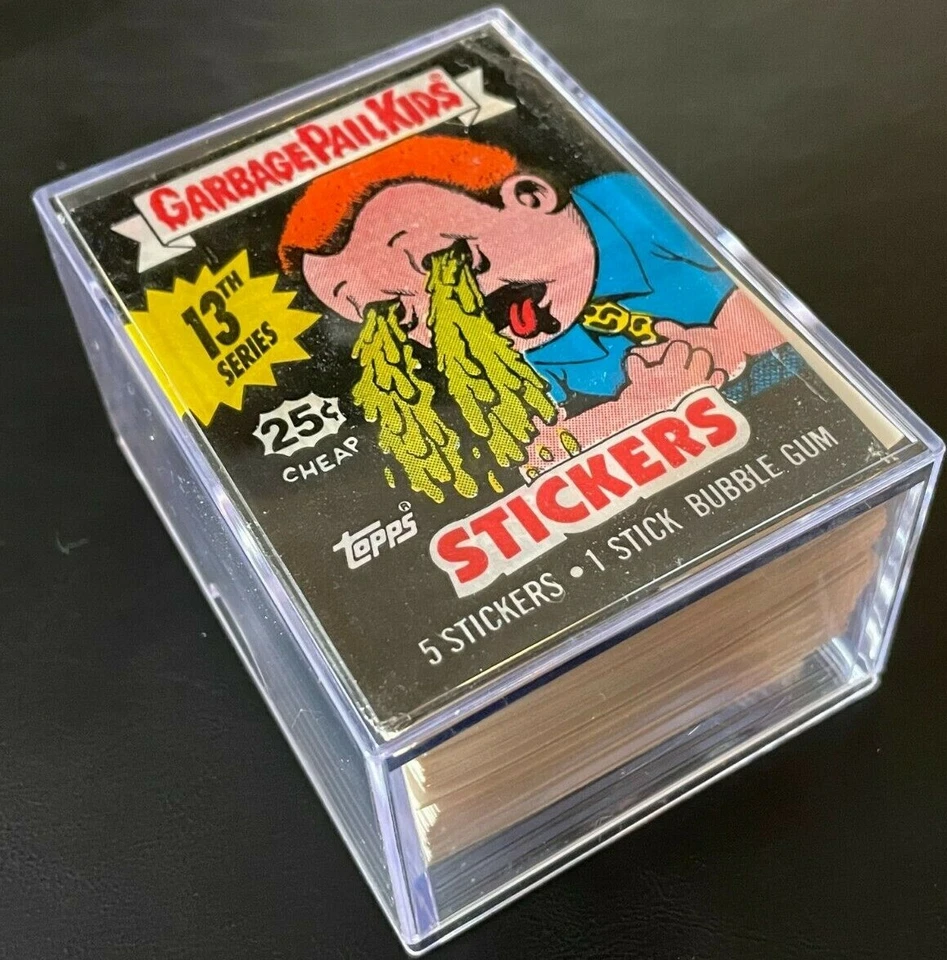 GARBAGE PAIL KIDS®
13TH
SERIES
25¢
CHEAP
TOPPS®
STICKERS
5 STICKERS • 1 STICK BUBBLE GUM